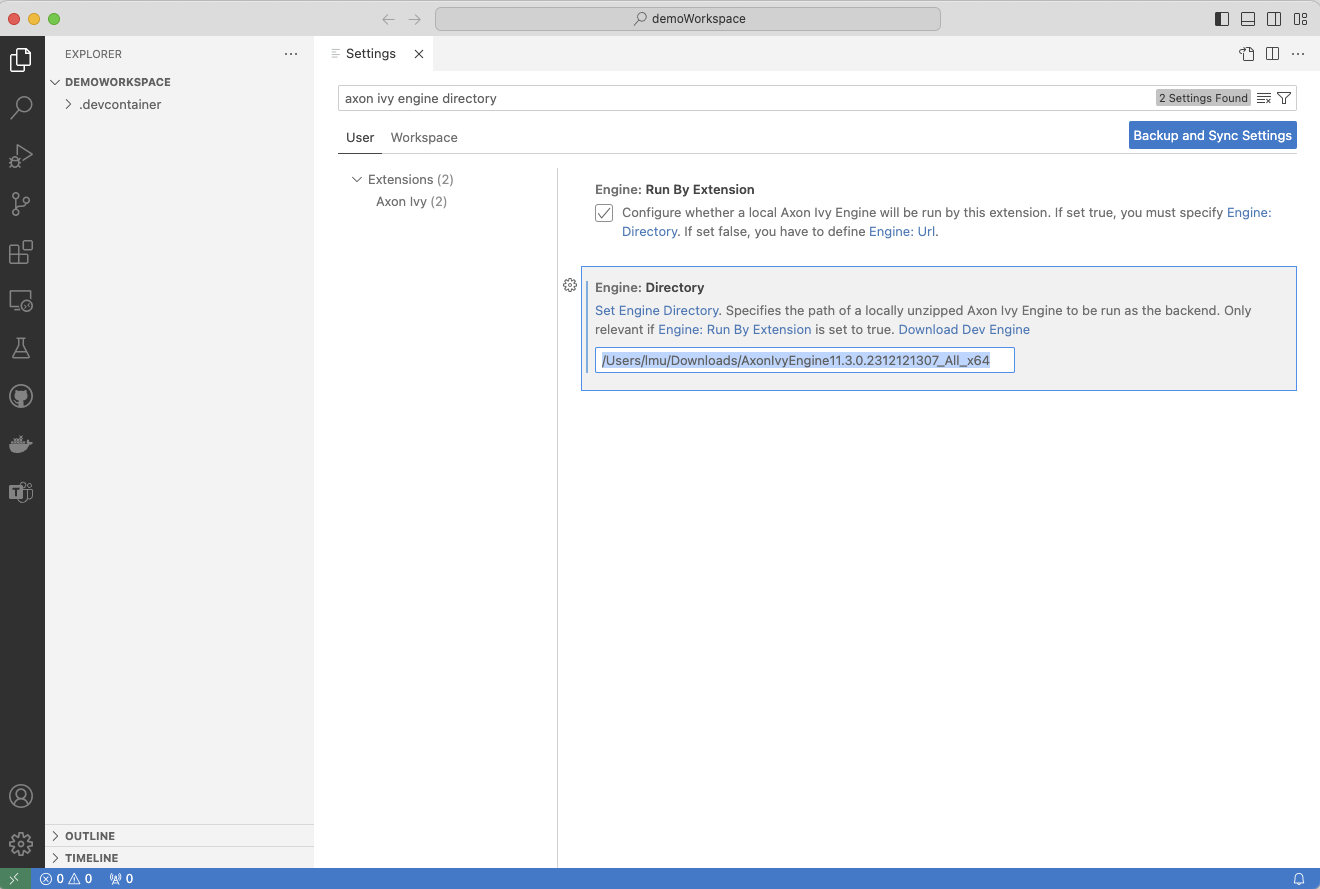 demoWorkspace
EXPLORER
DEMOWORKSPACE
.devcontainer
OUTLINE
TIMELINE
Settings
axon ivy engine directory
2 Settings Found
User
Workspace
Backup and Sync Settings
Extensions (2)
Axon Ivy (2)
Engine: Run By Extension
Configure whether a local Axon Ivy Engine will be run by this extension. If set true, you must specify Engine:
Directory. If set false, you have to define Engine: Url.
Engine: Directory
Set Engine Directory. Specifies the path of a locally unzipped Axon Ivy Engine to be run as the backend. Only
relevant if Engine: Run By Extension is set to true. Download Dev Engine
/Users/lmu/Downloads/AxonIvyEngine11.3.0.2312121307_All_x64
0 0 0